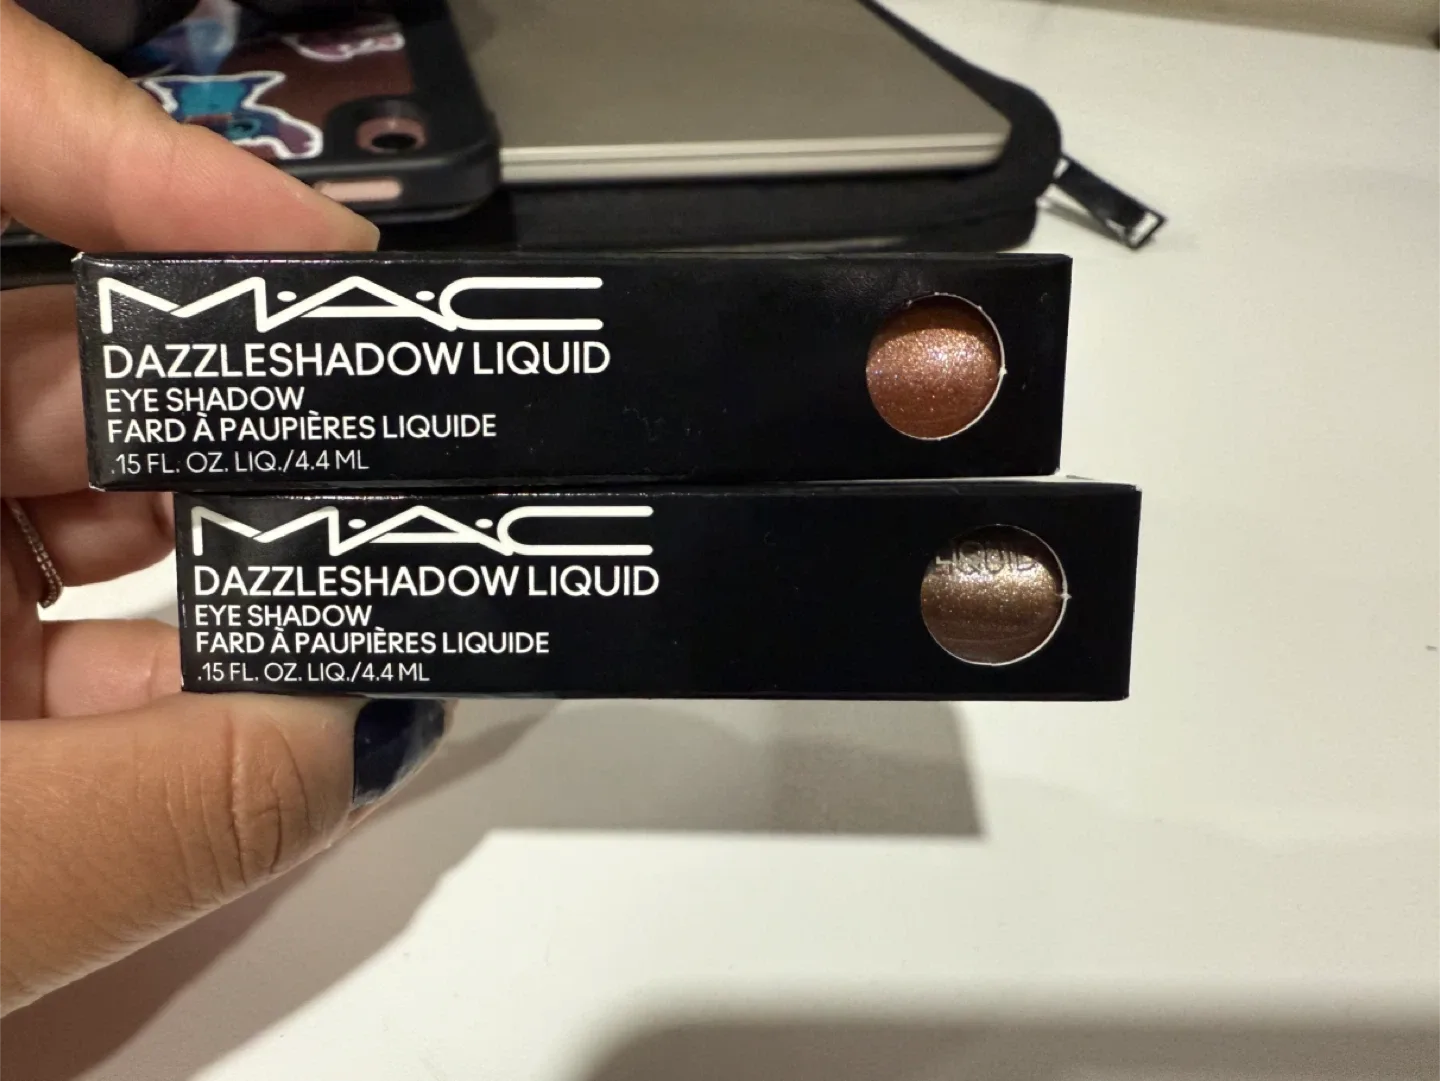 M·A·C
DAZZLESHADOW LIQUID
EYE SHADOW
FARD À PAUPIÈRES LIQUIDE
.15 FL. OZ. LIQ./4.4 ML
M·A·C
DAZZLESHADOW LIQUID
LIQUID
EYE SHADOW
FARD À PAUPIÈRES LIQUIDE
.15 FL. OZ. LIQ./4.4 ML